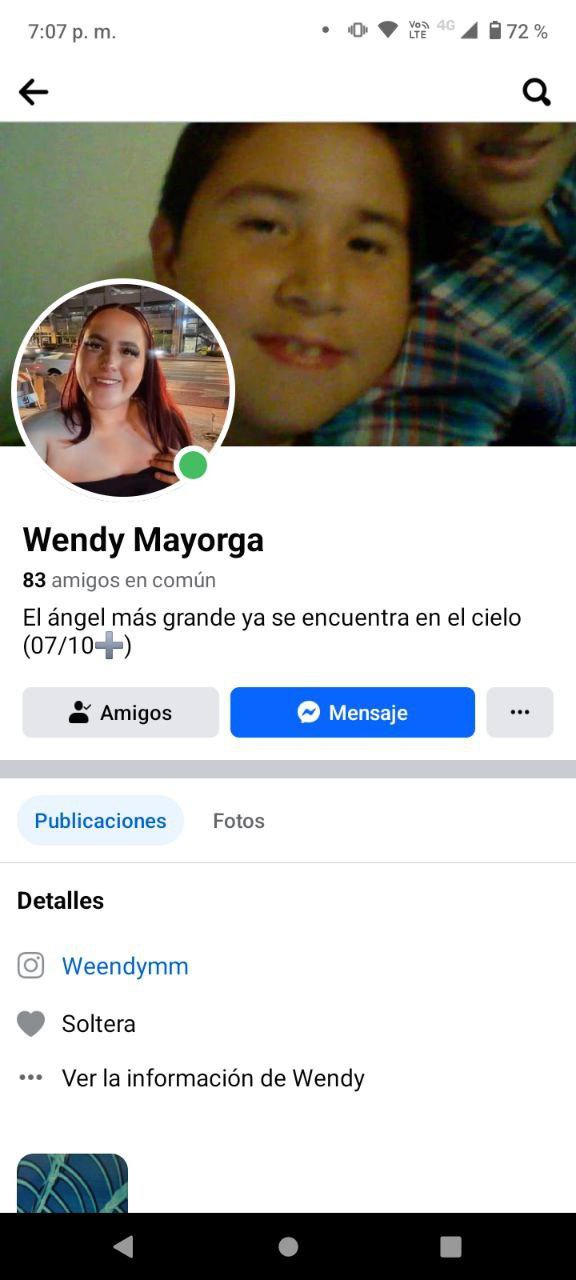 7:07 p. m. Vo LTE 4G 72 %
Wendy Mayorga
83 amigos en común
El ángel más grande ya se encuentra en el cielo
(07/10➕)
Amigos Mensaje
Publicaciones Fotos
Detalles
Weendymm
Soltera
Ver la información de Wendy